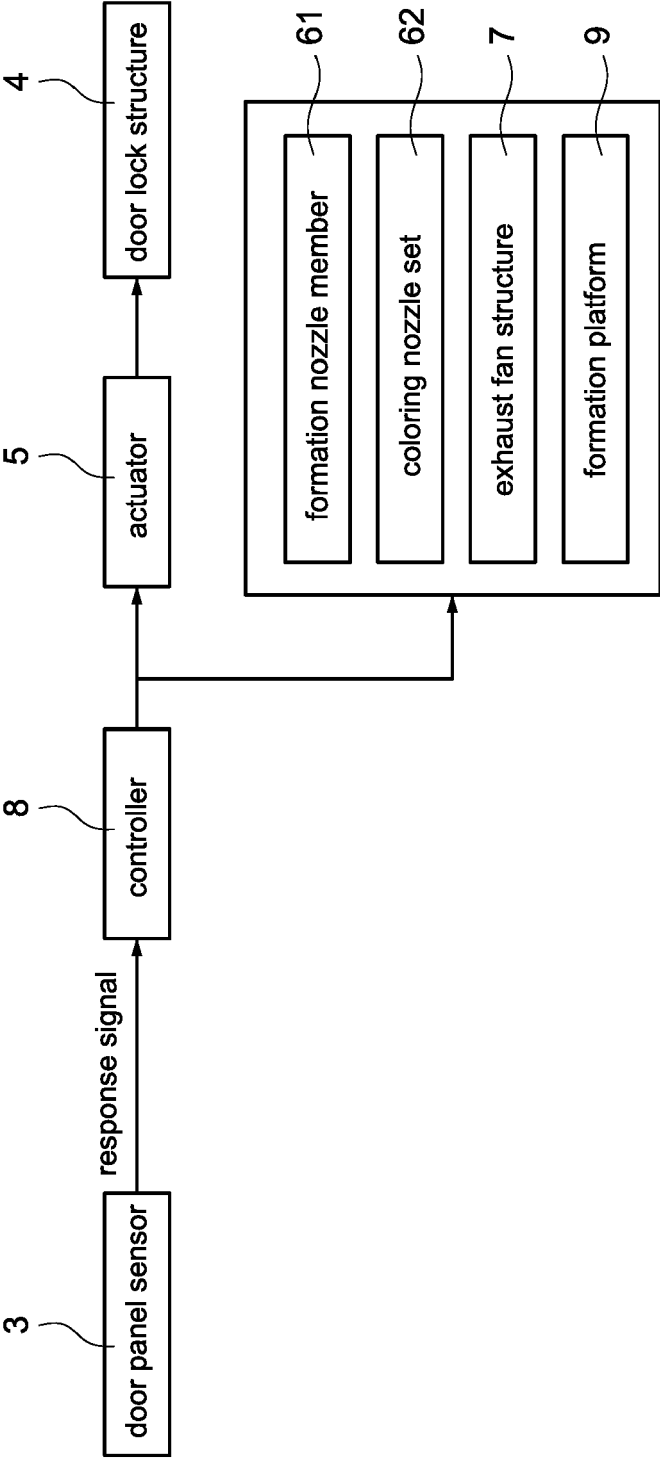 3
8
5
4
door panel sensor
response signal
controller
actuator
door lock structure
formation nozzle member
61
coloring nozzle set
62
exhaust fan structure
7
formation platform
9